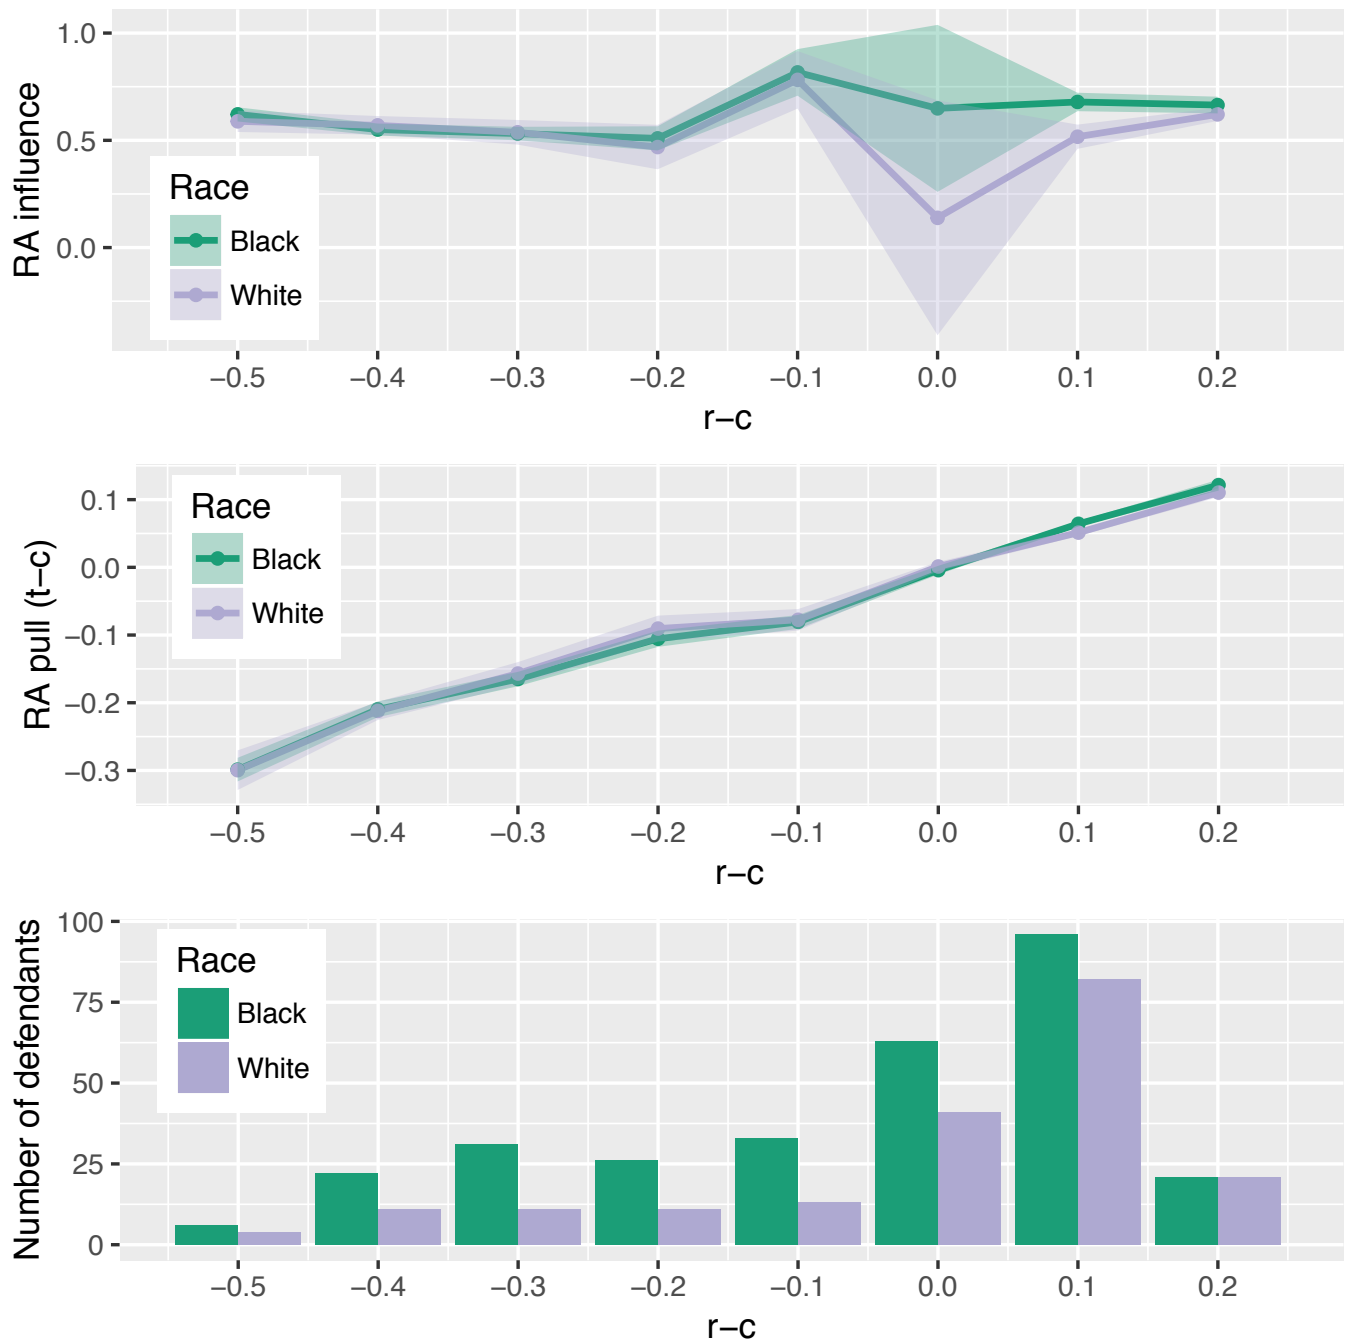 RA influence
1.0
0.5
0.0
Race
Black
White
−0.5 −0.4 −0.3 −0.2 −0.1 0.0 0.1 0.2
r−c
RA pull (t−c)
0.1
0.0
−0.1
−0.2
−0.3
Race
Black
White
−0.5 −0.4 −0.3 −0.2 −0.1 0.0 0.1 0.2
r−c
Number of defendants
100
75
50
25
0
Race
Black
White
−0.5 −0.4 −0.3 −0.2 −0.1 0.0 0.1 0.2
r−c